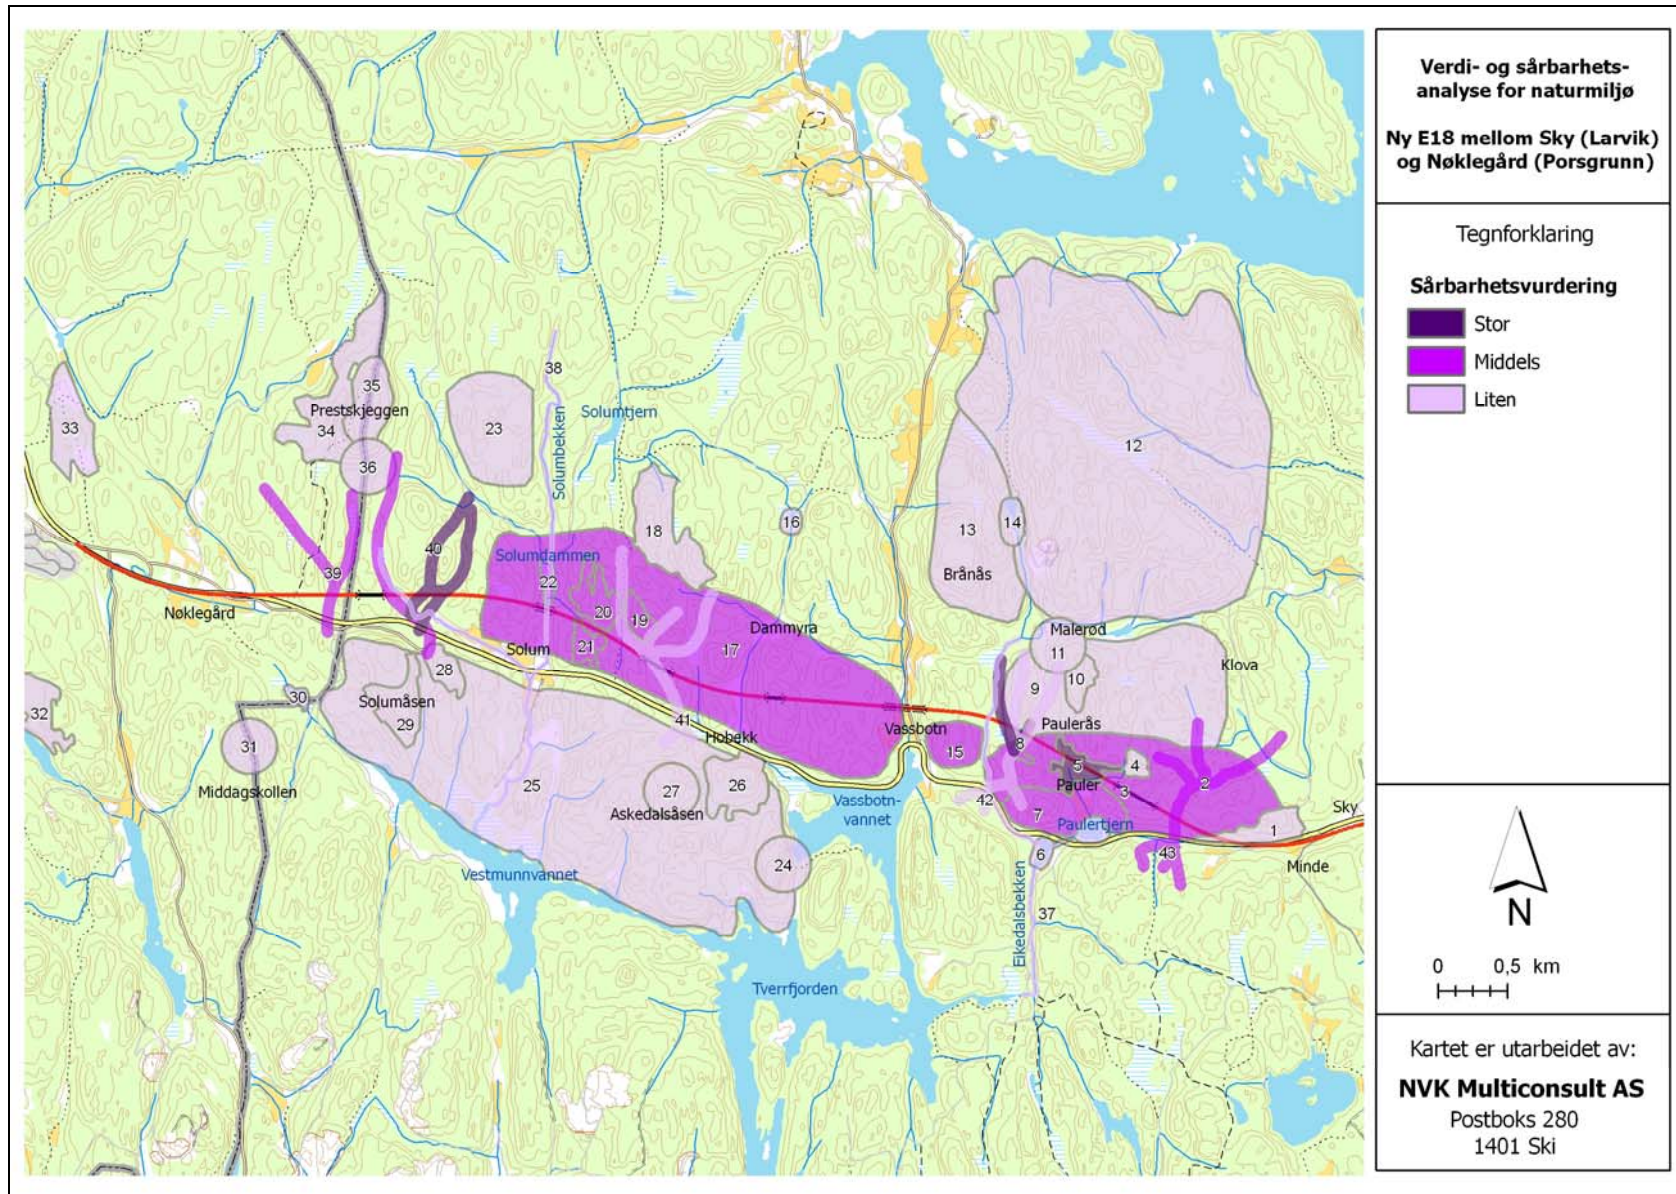 Verdi- og sårbarhets-
analyse for naturmiljø
Ny E18 mellom Sky (Larvik)
og Nøklegård (Porsgrunn)
Tegnforklaring
Sårbarhetsvurdering
Stor
Middels
Liten
N
0 0,5 km
Kartet er utarbeidet av:
NVK Multiconsult AS
Postboks 280
1401 Ski
38
35
Prestskjeggen
34
33
36
23
Solumbekken
Solumtjern
18
16
12
13
14
Brånås
40
39
Solumdammen
22
20
19
21
17
Dammyra
Nøklegård
Solum
Malerød
11
Klova
9
10
28
Solumåsen
29
30
32
31
Middagskollen
41
Hobekk
Vassbotn
15
Paulerås
8
5
4
Pauler
3
2
25
27
26
Askedalsåsen
Vassbotn-
vannet
42
7
Paulertjern
1
Sky
Minde
6
43
24
Vestmunnvannet
Eikedalsbekken
37
Tverrfjorden